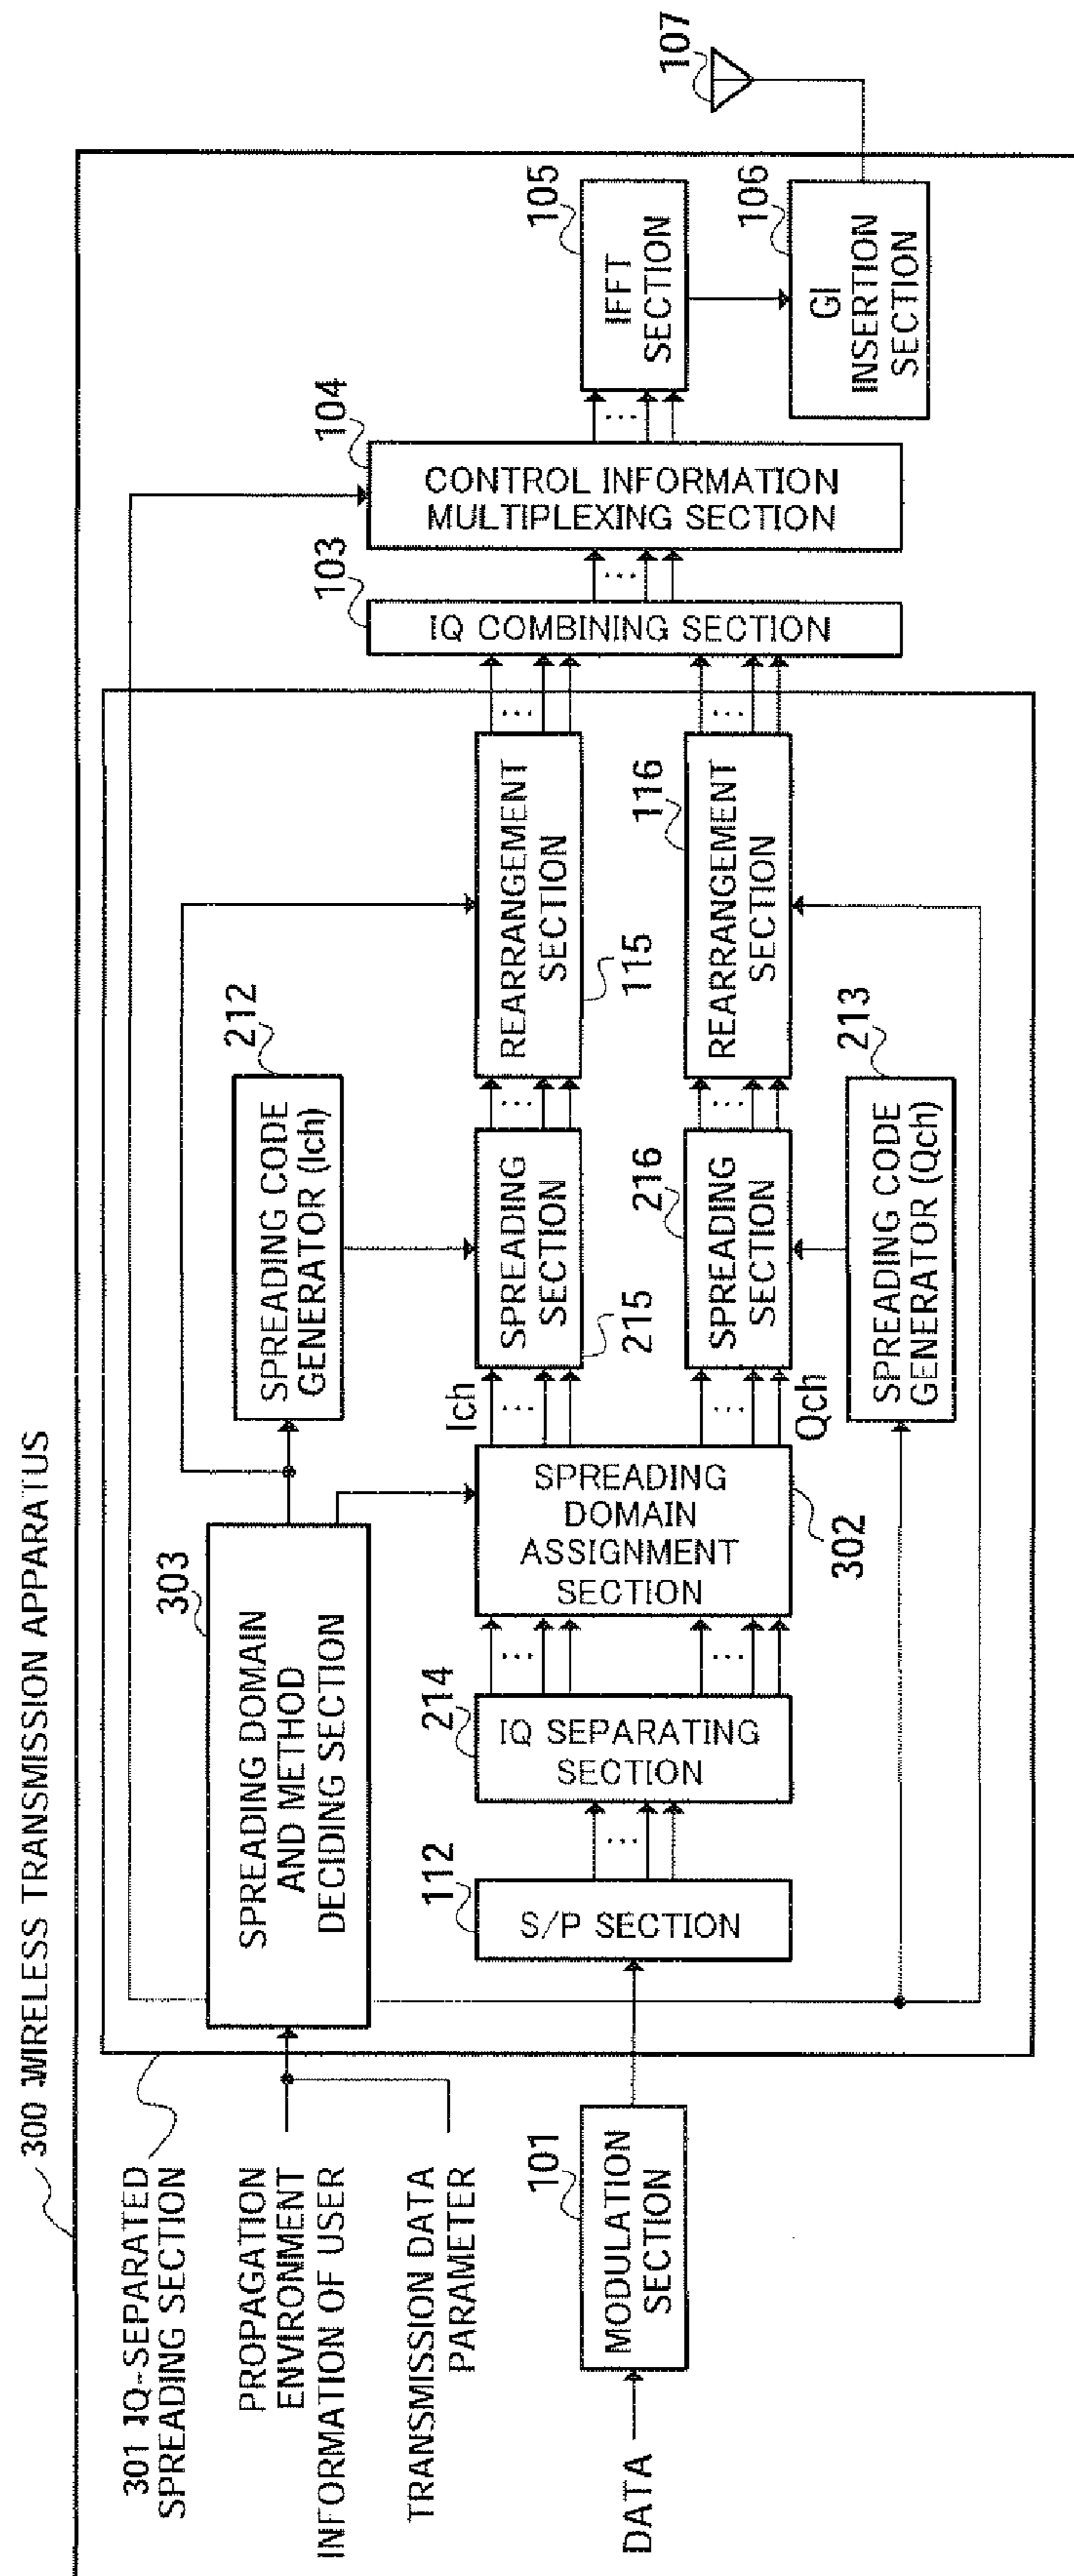 300 WIRELESS TRANSMISSION APPARATUS
301 IQ-SEPARATED
SPREADING SECTION
PROPAGATION
ENVIRONMENT
INFORMATION OF USER
TRANSMISSION DATA
PARAMETER
DATA
101
MODULATION
SECTION
303
SPREADING DOMAIN
AND METHOD
DECIDING SECTION
112
S/P SECTION
...
214
IQ SEPARATING
SECTION
...
...
SPREADING
DOMAIN
ASSIGNMENT
SECTION
302
Ich
...
...
Qch
212
SPREADING CODE
GENERATOR (Ich)
SPREADING
SECTION
215
216
SPREADING
SECTION
213
SPREADING CODE
GENERATOR (Qch)
...
...
REARRANGEMENT
SECTION
115
116
REARRANGEMENT
SECTION
...
...
103
IQ COMBINING SECTION
...
104
CONTROL INFORMATION
MULTIPLEXING SECTION
...
105
IFFT
SECTION
106
GI
INSERTION
SECTION
107